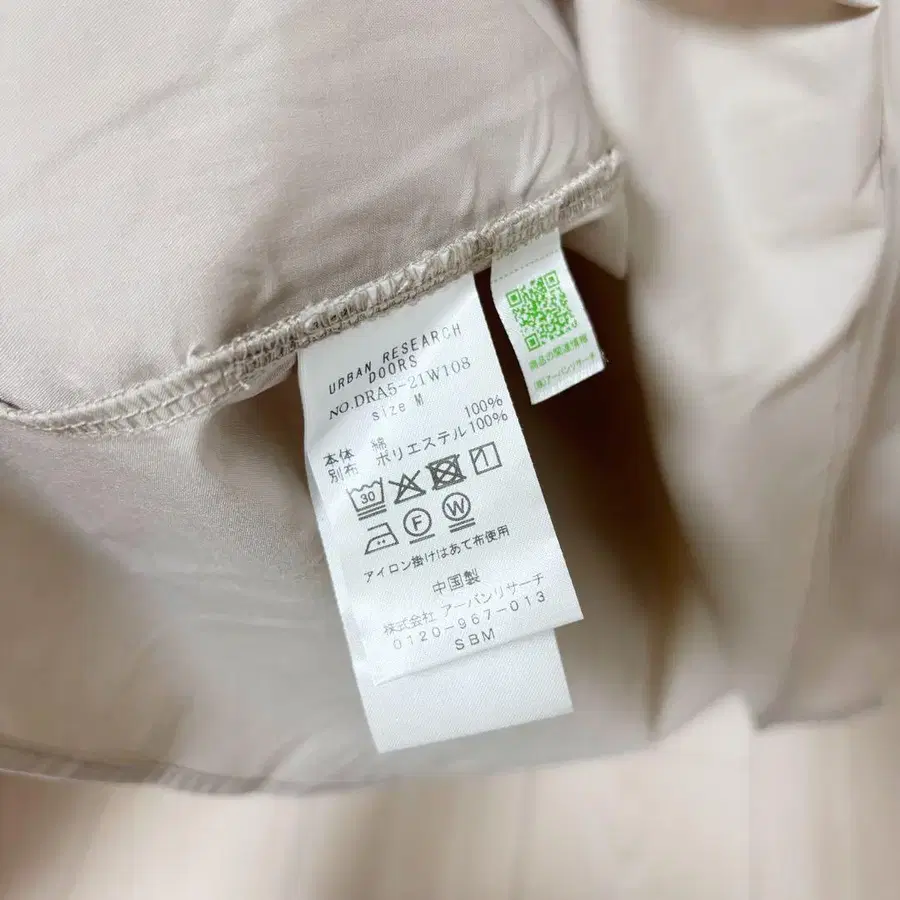 URBAN RESEARCH
DOORS
NO.DRA5-21W108
size M
本体 綿 100%
別布 ポリエステル100%
30
F
W
アイロン掛けはあて布使用
中国製
株式会社 アーバンリサーチ
0120-967-013
SBM
商品の関連情報
(株)アーバンリサーチ